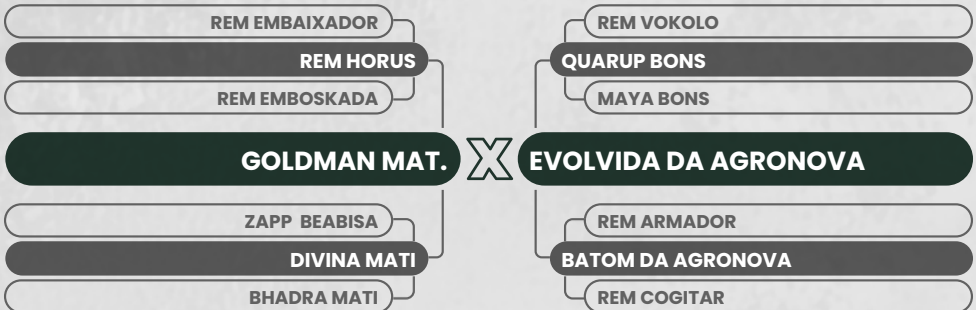 REM EMBAIXADOR
REM HORUS
REM EMBOSKADA
GOLDMAN MAT.
ZAPP BEABISA
DIVINA MATI
BHADRA MATI
X
REM VOKOLO
QUARUP BONS
MAYA BONS
EVOLVIDA DA AGRONOVA
REM ARMADOR
BATOM DA AGRONOVA
REM COGITAR